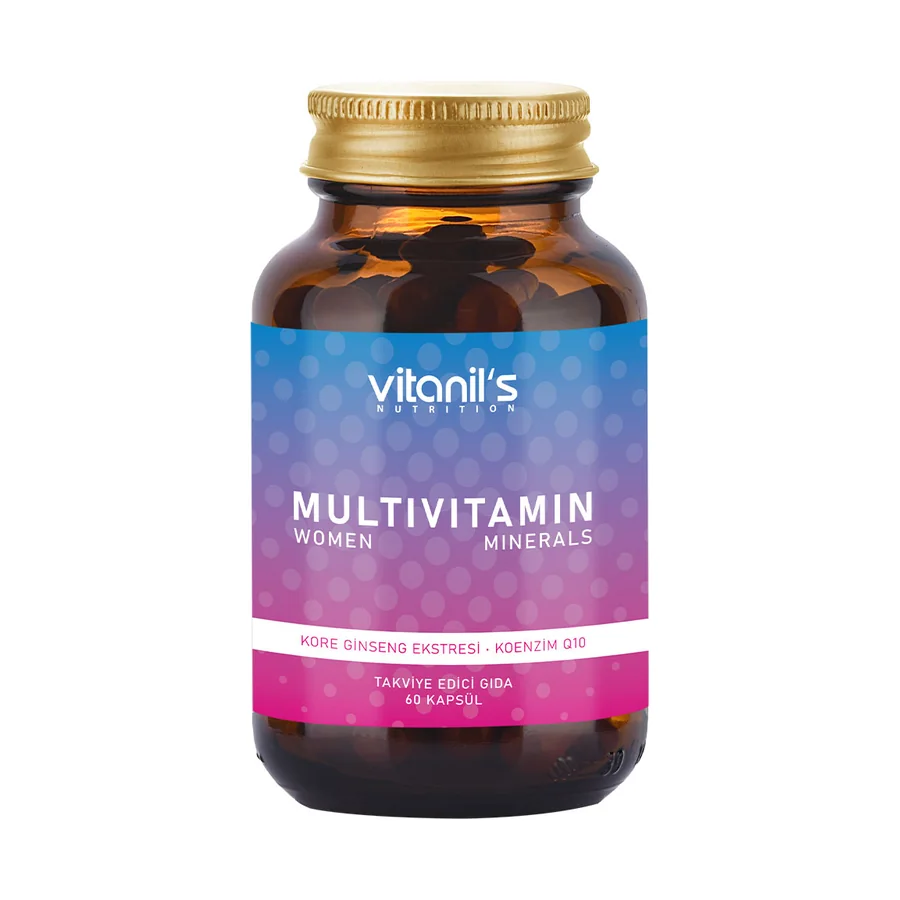 vitanil's
NUTRITION
MULTIVITAMIN
WOMEN MINERALS
KORE GİNSENG EKSTRESİ · KOENZİM Q10
TAKVİYE EDİCİ GIDA
60 KAPSÜL